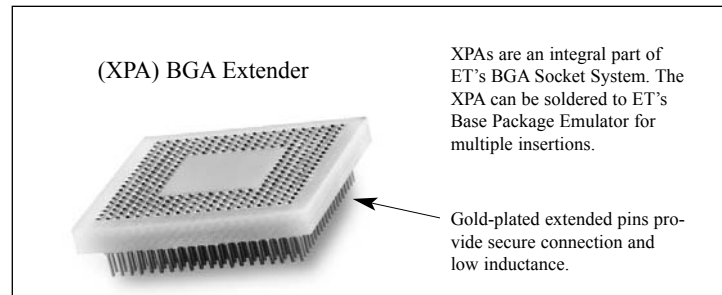 (XPA) BGA Extender
XPAs are an integral part of
ET’s BGA Socket System. The
XPA can be soldered to ET’s
Base Package Emulator for
multiple insertions.
Gold-plated extended pins pro-
vide secure connection and
low inductance.